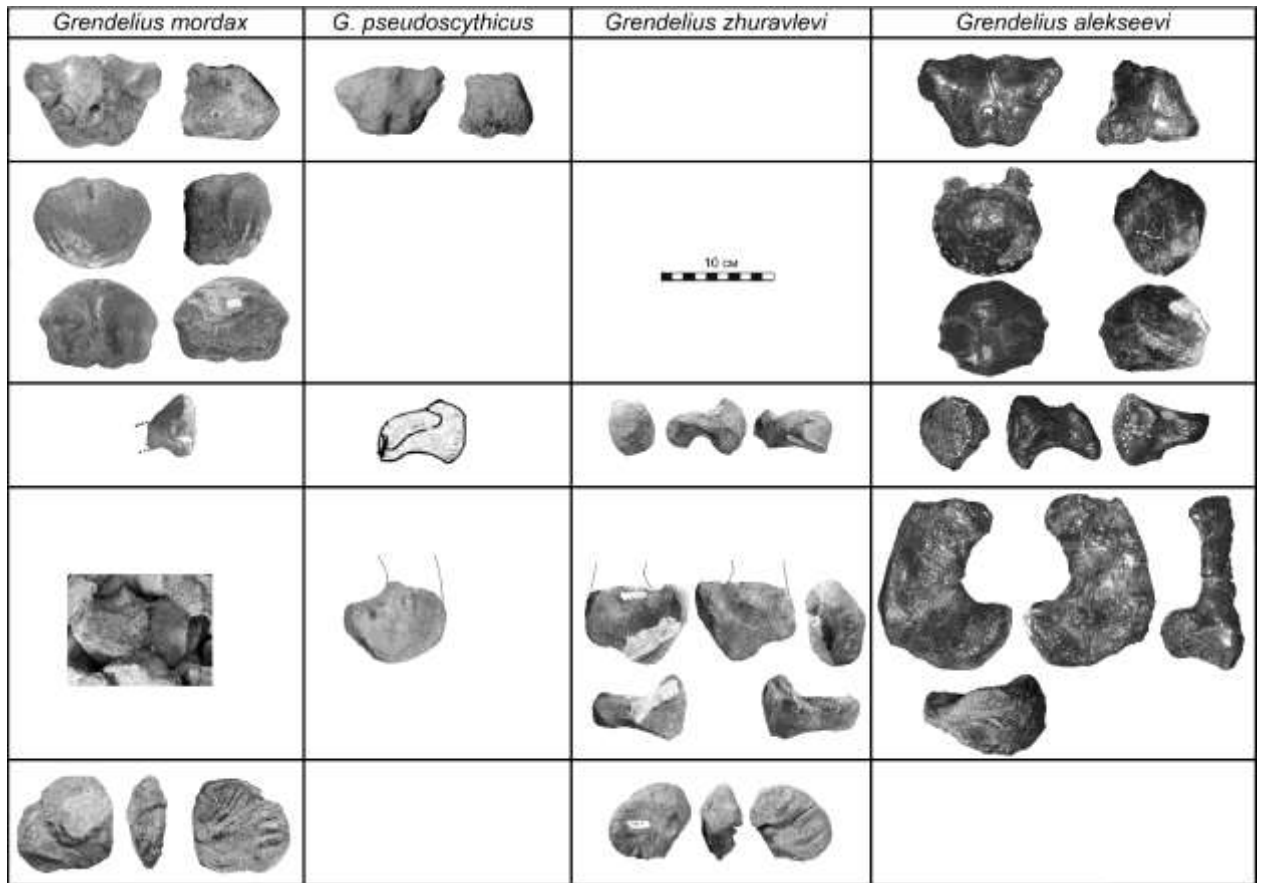 Grendelius mordax
G. pseudoscythicus
Grendelius zhuravlevi
Grendelius alekseevi
10 см